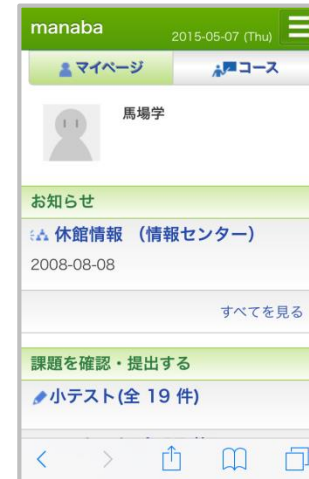 manaba
2015-05-07 (Thu)
マイページ
コース
馬場学
お知らせ
休館情報 （情報センター）
2008-08-08
すべてを見る
課題を確認・提出する
小テスト(全 19 件)